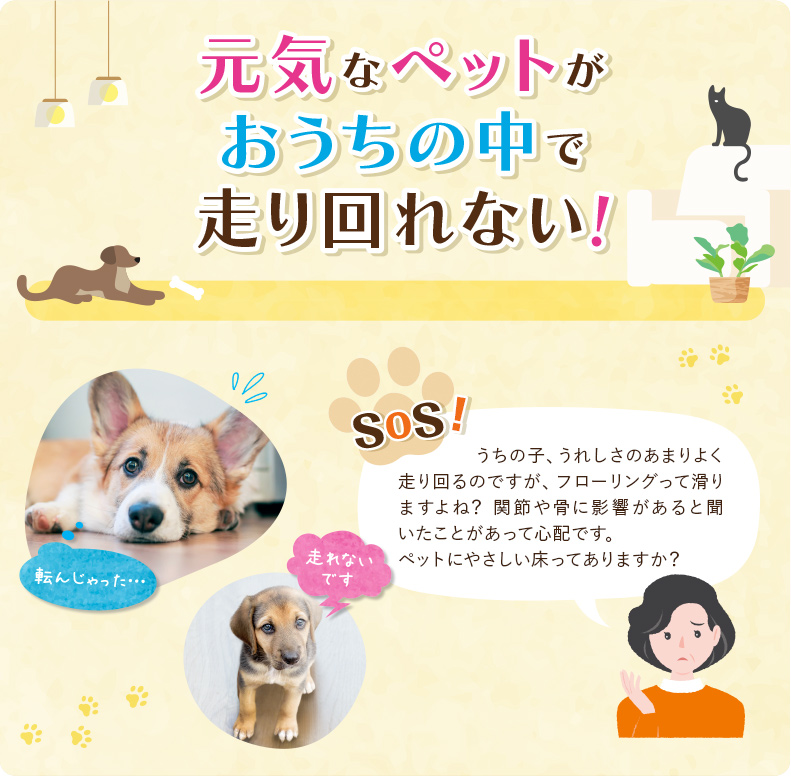 元気なペットが
おうちの中で
走り回れない!
SOS!
うちの子、うれしさのあまりよく
走り回るのですが、フローリングって滑り
ますよね? 関節や骨に影響があると聞
いたことがあって心配です。
ペットにやさしい床ってありますか?
転んじゃった…
走れない
です